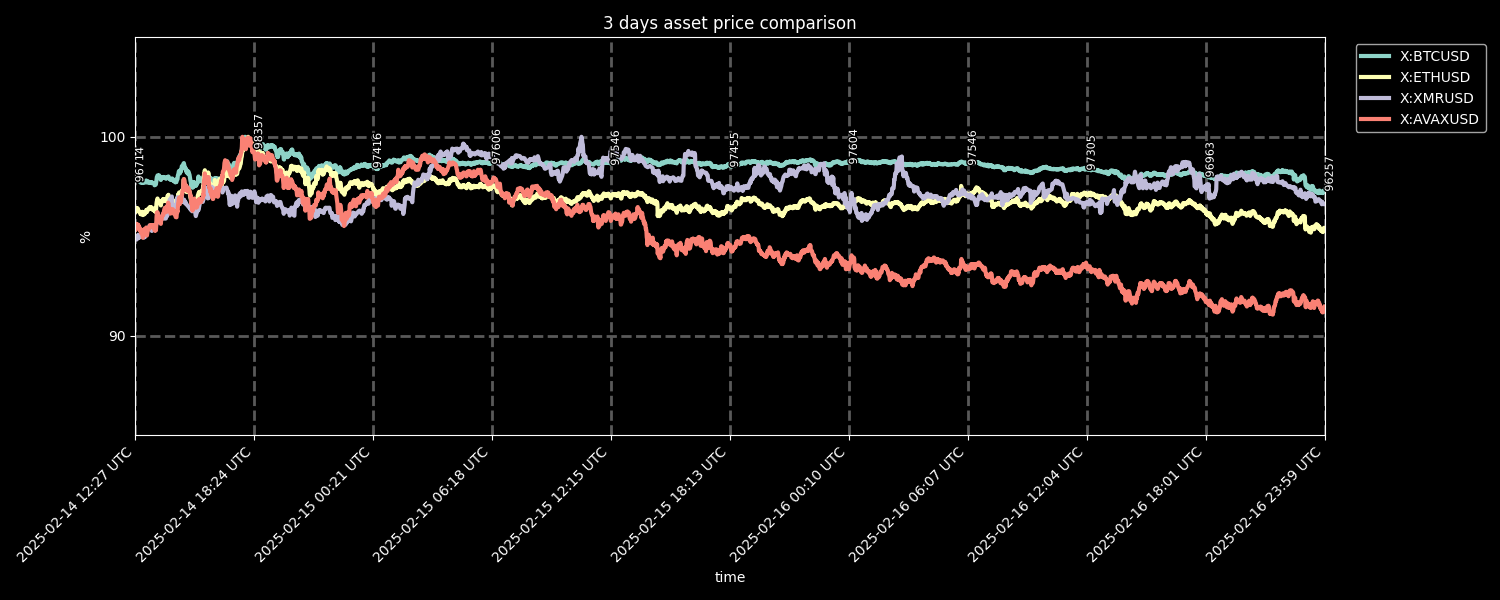 3 days asset price comparison
X:BTCUSD
X:ETHUSD
X:XMRUSD
X:AVAXUSD
%
100
90
96714
98357
97416
97606
97546
97455
97604
97546
97305
96963
96257
2025-02-14 12:27 UTC
2025-02-14 18:24 UTC
2025-02-15 00:21 UTC
2025-02-15 06:18 UTC
2025-02-15 12:15 UTC
2025-02-15 18:13 UTC
2025-02-16 00:10 UTC
2025-02-16 06:07 UTC
2025-02-16 12:04 UTC
2025-02-16 18:01 UTC
2025-02-16 23:59 UTC
time